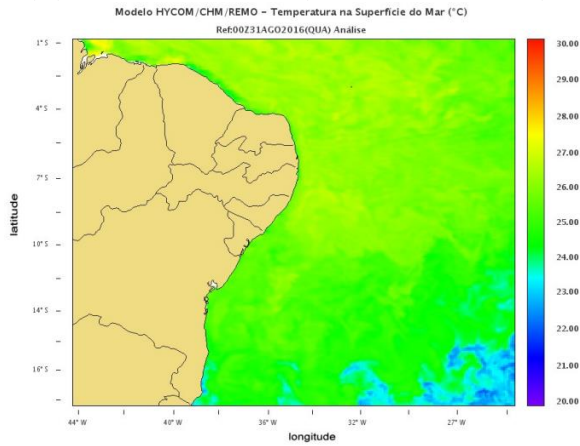 Modelo HYCOM/CHM/REMO - Temperatura na Superfície do Mar (°C)
Ref:00Z31AGO2016(QUA) Análise
1°S
4°S
7°S
10°S
14°S
16°S
latitude
44°W
40°W
36°W
32°W
27°W
longitude
30.00
29.00
28.00
27.00
26.00
25.00
24.00
23.00
22.00
21.00
20.00